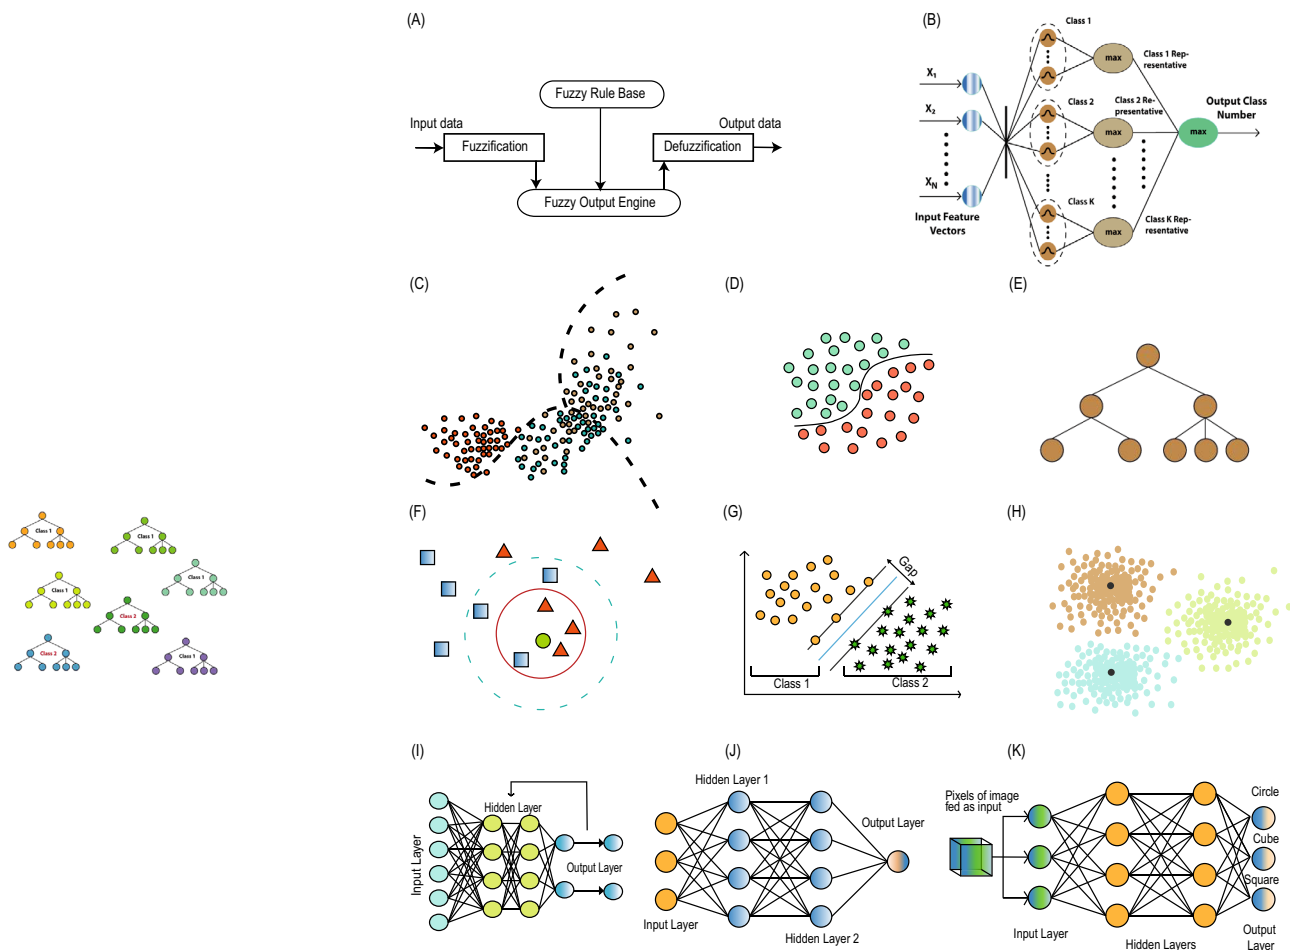 (A)
Fuzzy Rule Base
Input data
Output data
Fuzzification
Defuzzification
Fuzzy Output Engine
(B)
Class 1
X1
X2
XN
Input Feature
Vectors
Class 2
Class K
max
max
max
Class 1 Rep-
resentative
Class 2 Re-
presentative
Class K Rep-
resentative
Output Class
Number
max
(C)
(D)
(E)
Class 1
Class 1
Class 1
Class 1
Class 2
Class 2
Class 1
(F)
(G)
Gap
Class 1
Class 2
(H)
(I)
Hidden Layer
Input Layer
Output Layer
(J)
Hidden Layer 1
Output Layer
Input Layer
Hidden Layer 2
(K)
Pixels of image
fed as input
Circle
Cube
Square
Input Layer
Hidden Layers
Output
Layer